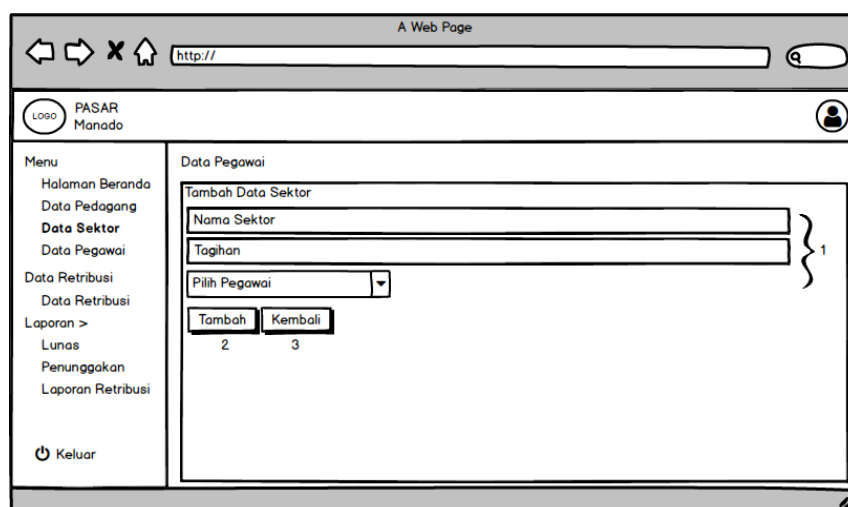 A Web Page
http://
LOGO
PASAR
Manado
Menu
Halaman Beranda
Data Pedagang
Data Sektor
Data Pegawai
Data Retribusi
Data Retribusi
Laporan >
Lunas
Penunggakan
Laporan Retribusi
Keluar
Data Pegawai
Tambah Data Sektor
Nama Sektor
Tagihan
1
Pilih Pegawai
Tambah Kembali
2 3